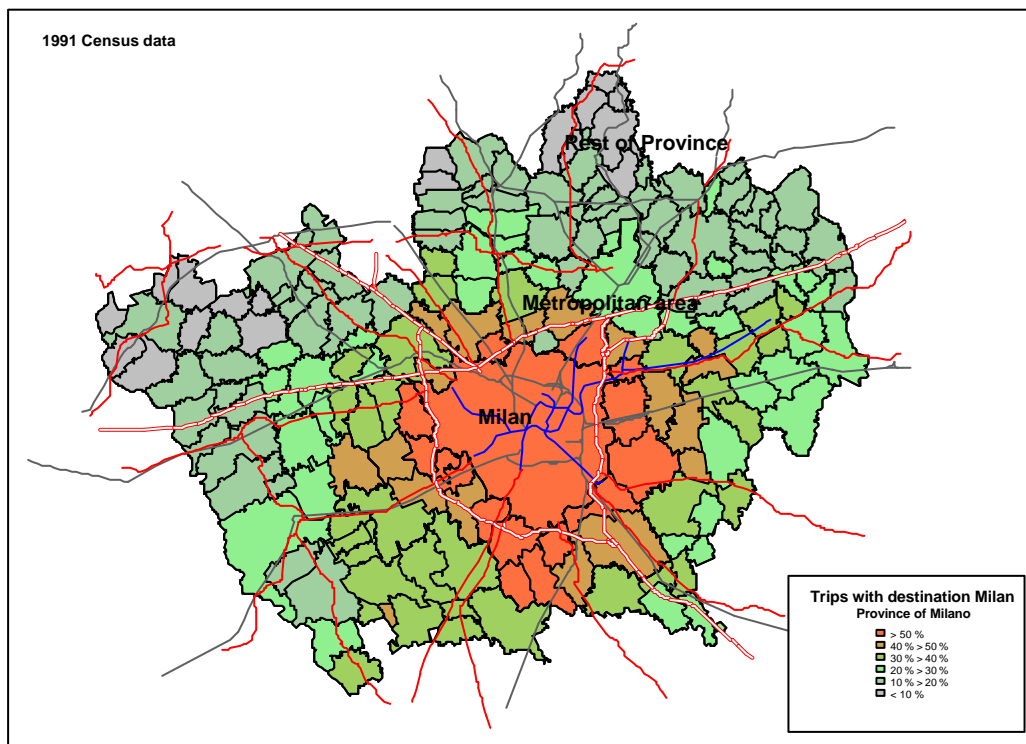 1991 Census data
Rest of Province
Metropolitan area
Milan
Trips with destination Milan
Province of Milano
> 50 %
40 % > 50 %
30 % > 40 %
20 % > 30 %
10 % > 20 %
< 10 %